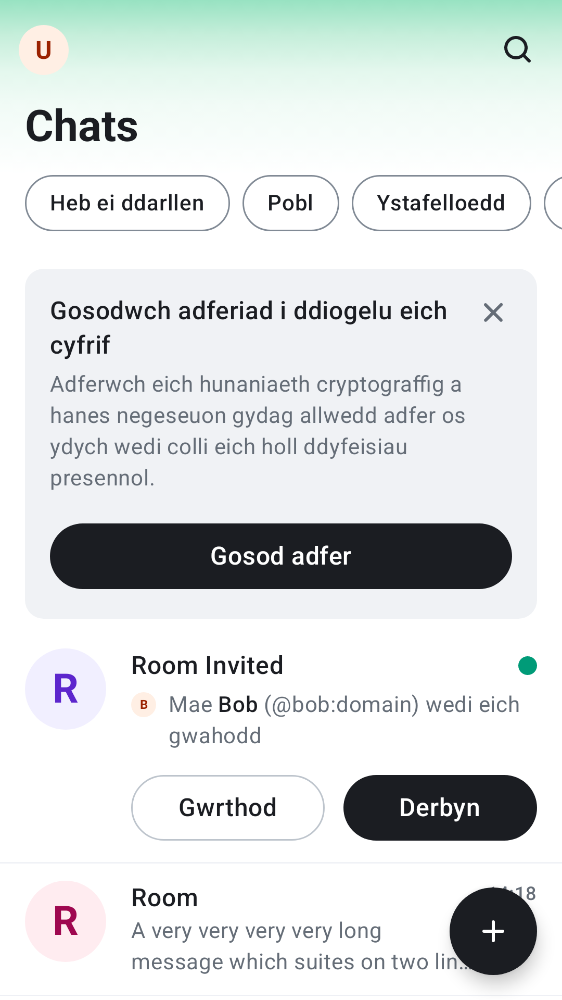 U
Chats
Heb ei ddarllen
Pobl
Ystafelloedd
Gosodwch adferiad i ddiogelu eich
cyfrif
Adferwch eich hunaniaeth cryptograffig a
hanes negeseuon gydag allwedd adfer os
ydych wedi colli eich holl ddyfeisiau
presennol.
Gosod adfer
R
Room Invited
B
Mae Bob (@bob:domain) wedi eich
gwahodd
Gwrthod
Derbyn
R
Room
A very very very very long
message which suites on two lin...